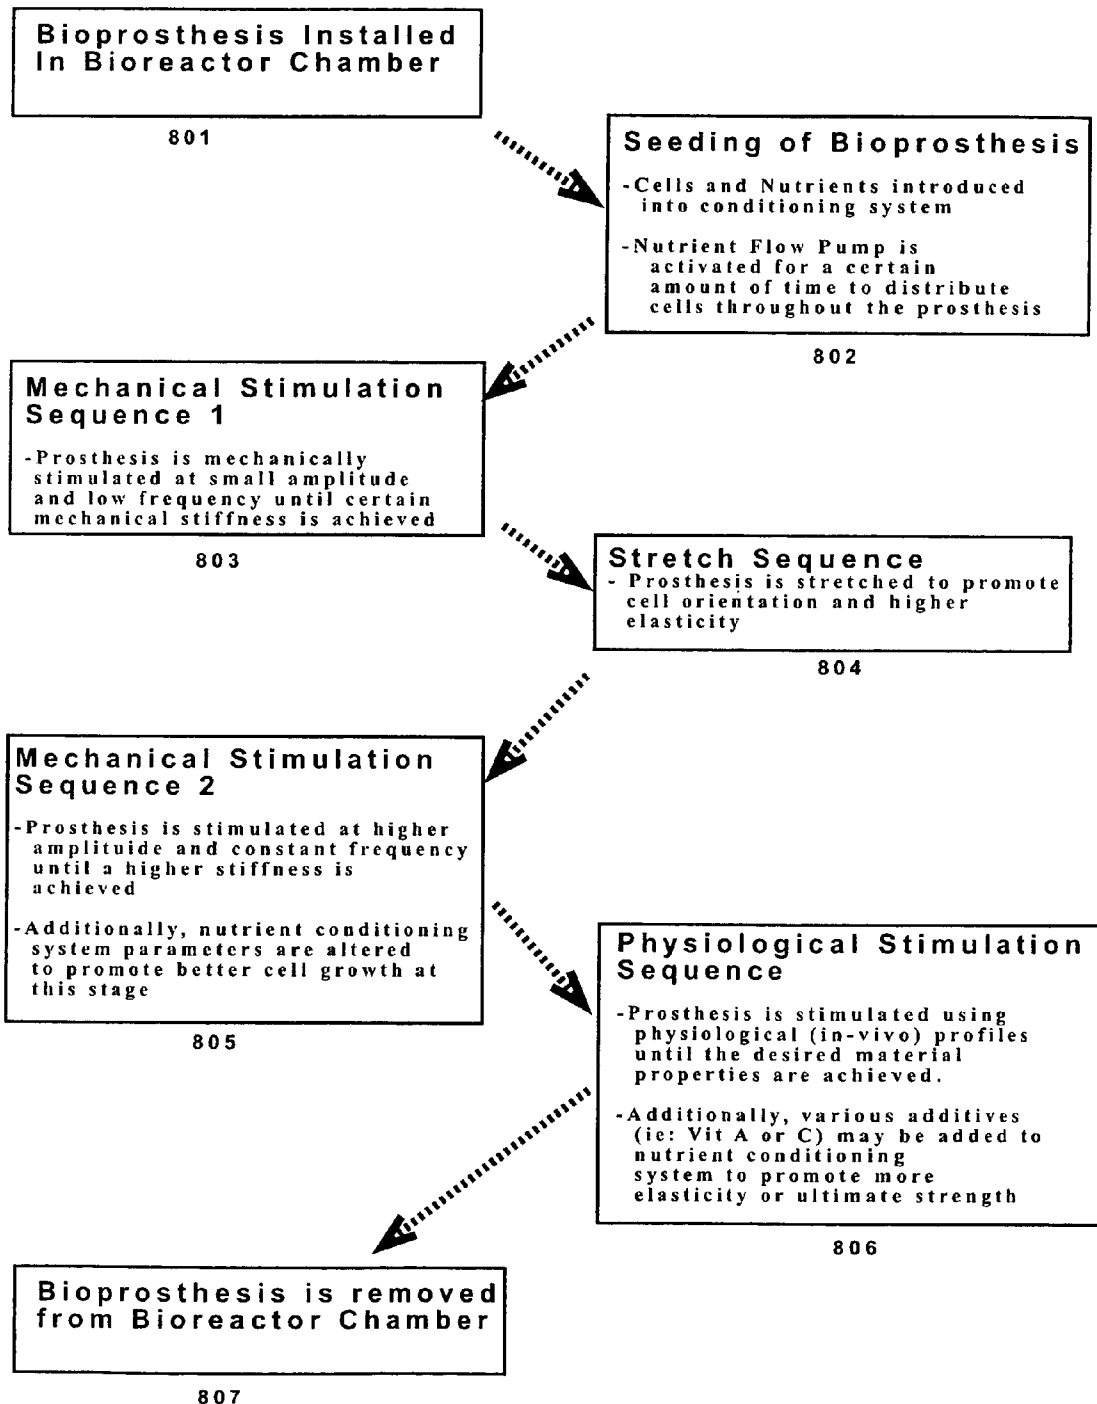 Bioprosthesis Installed
In Bioreactor Chamber
801
Seeding of Bioprosthesis
-Cells and Nutrients introduced
into conditioning system
-Nutrient Flow Pump is
activated for a certain
amount of time to distribute
cells throughout the prosthesis
802
Mechanical Stimulation
Sequence 1
-Prosthesis is mechanically
stimulated at small amplitude
and low frequency until certain
mechanical stiffness is achieved
803
Stretch Sequence
- Prosthesis is stretched to promote
cell orientation and higher
elasticity
804
Mechanical Stimulation
Sequence 2
-Prosthesis is stimulated at higher
amplituide and constant frequency
until a higher stiffness is
achieved
-Additionally, nutrient conditioning
system parameters are altered
to promote better cell growth at
this stage
805
Physiological Stimulation
Sequence
-Prosthesis is stimulated using
physiological (in-vivo) profiles
until the desired material
properties are achieved.
-Additionally, various additives
(ie: Vit A or C) may be added to
nutrient conditioning
system to promote more
elasticity or ultimate strength
806
Bioprosthesis is removed
from Bioreactor Chamber
807